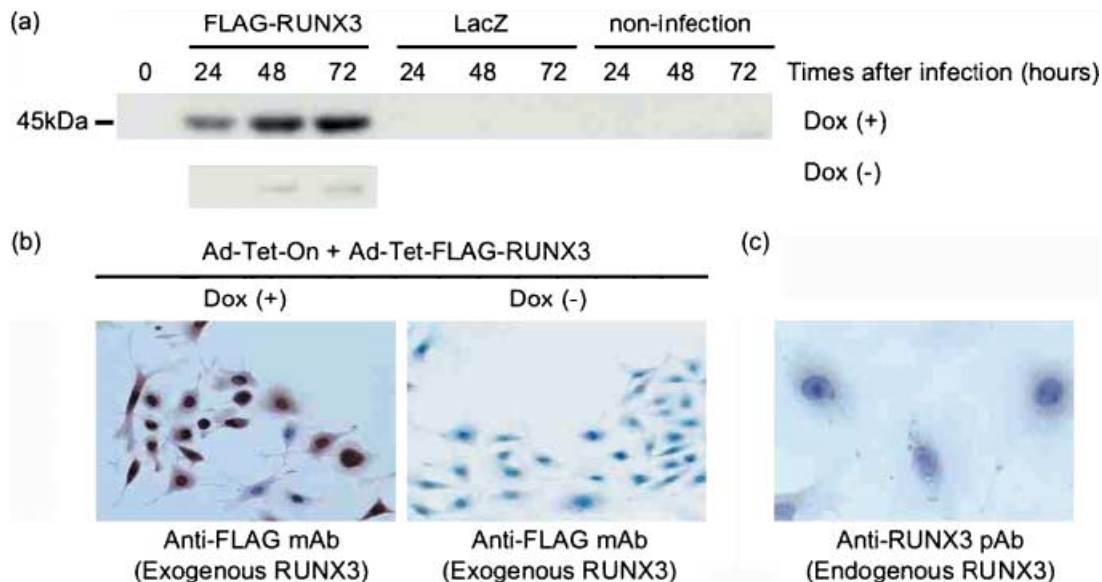 (a)
FLAG-RUNX3 LacZ non-infection
0 24 48 72 24 48 72 24 48 72 Times after infection (hours)
45kDa Dox (+)
Dox (-)
(b) (c)
Ad-Tet-On + Ad-Tet-FLAG-RUNX3
Dox (+) Dox (-)
Anti-FLAG mAb Anti-FLAG mAb Anti-RUNX3 pAb
(Exogenous RUNX3) (Exogenous RUNX3) (Endogenous RUNX3)